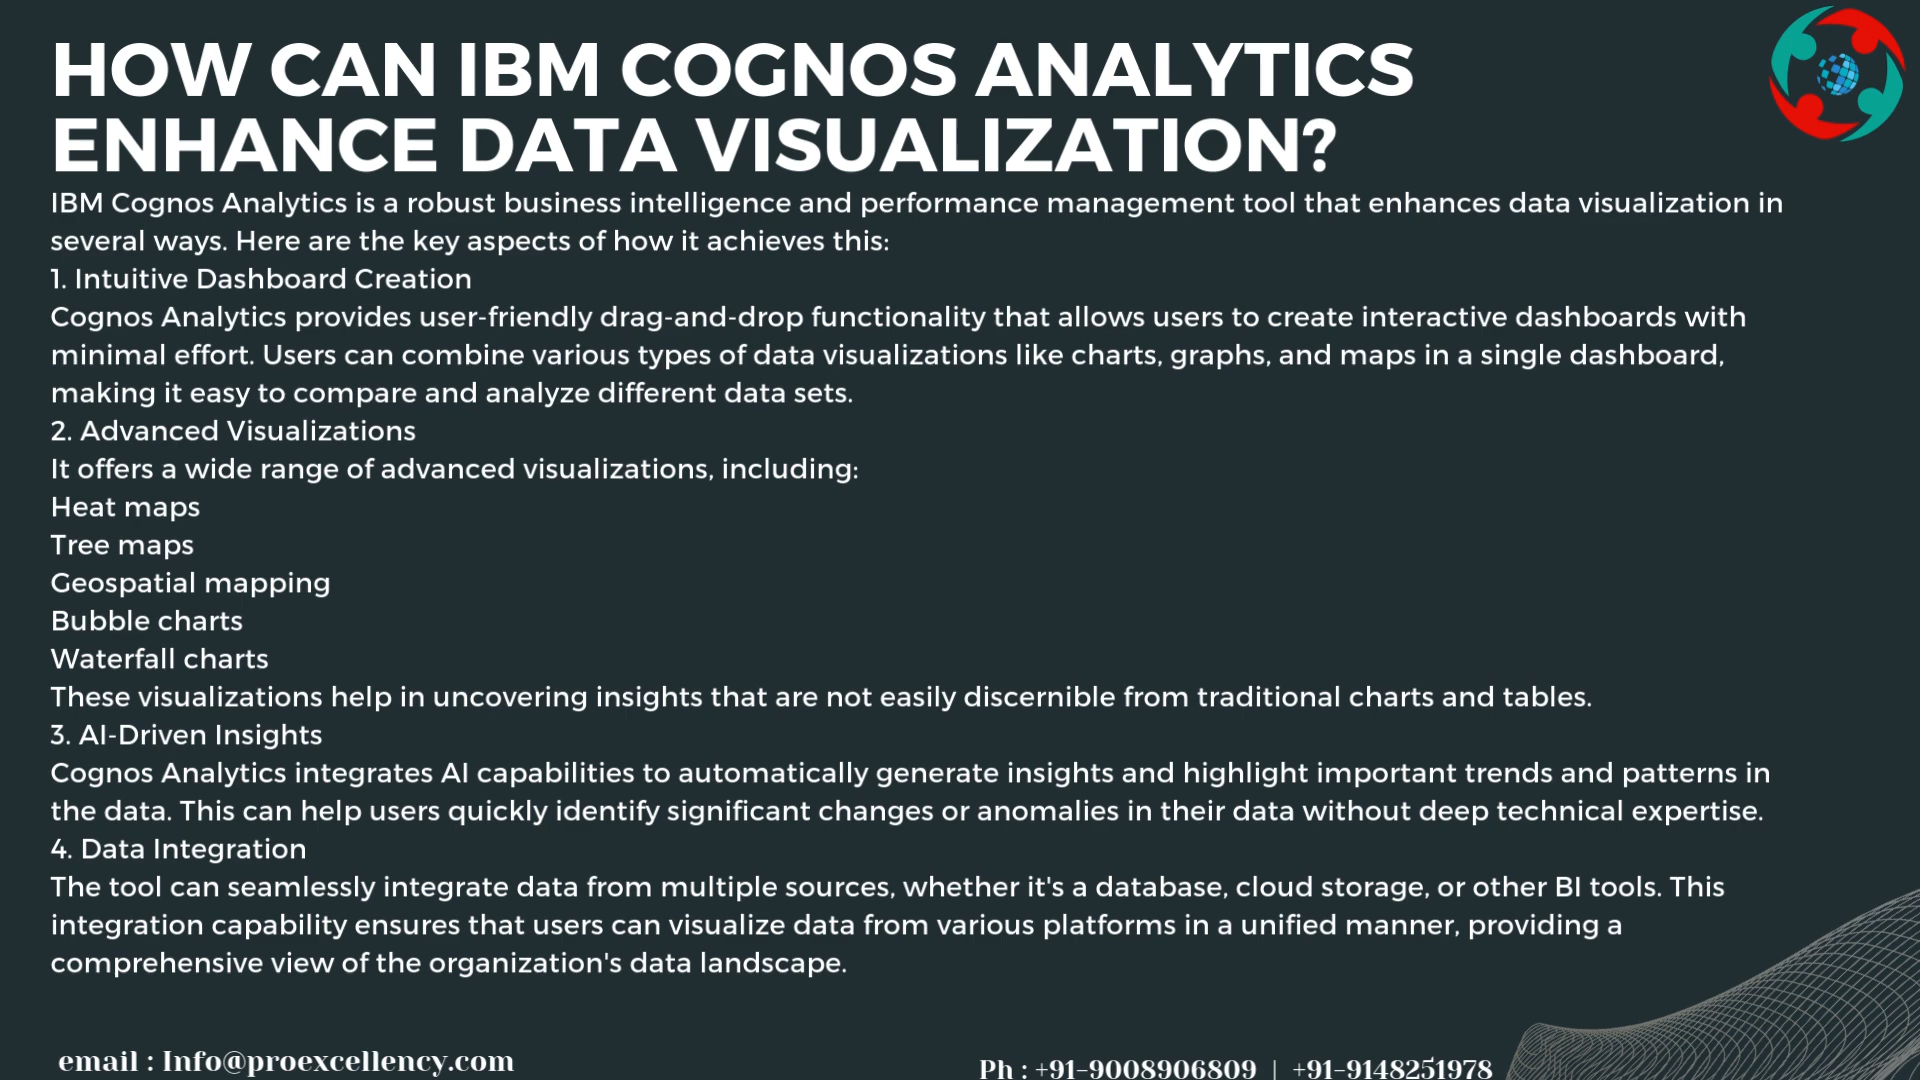 HOW CAN IBM COGNOS ANALYTICS
ENHANCE DATA VISUALIZATION?
IBM Cognos Analytics is a robust business intelligence and performance management tool that enhances data visualization in
several ways. Here are the key aspects of how it achieves this:
1. Intuitive Dashboard Creation
Cognos Analytics provides user-friendly drag-and-drop functionality that allows users to create interactive dashboards with
minimal effort. Users can combine various types of data visualizations like charts, graphs, and maps in a single dashboard,
making it easy to compare and analyze different data sets.
2. Advanced Visualizations
It offers a wide range of advanced visualizations, including:
Heat maps
Tree maps
Geospatial mapping
Bubble charts
Waterfall charts
These visualizations help in uncovering insights that are not easily discernible from traditional charts and tables.
3. AI-Driven Insights
Cognos Analytics integrates AI capabilities to automatically generate insights and highlight important trends and patterns in
the data. This can help users quickly identify significant changes or anomalies in their data without deep technical expertise.
4. Data Integration
The tool can seamlessly integrate data from multiple sources, whether it's a database, cloud storage, or other BI tools. This
integration capability ensures that users can visualize data from various platforms in a unified manner, providing a
comprehensive view of the organization's data landscape.
email : Info@proexcellency.com
Ph : +91-9008906809 | +91-9148251978